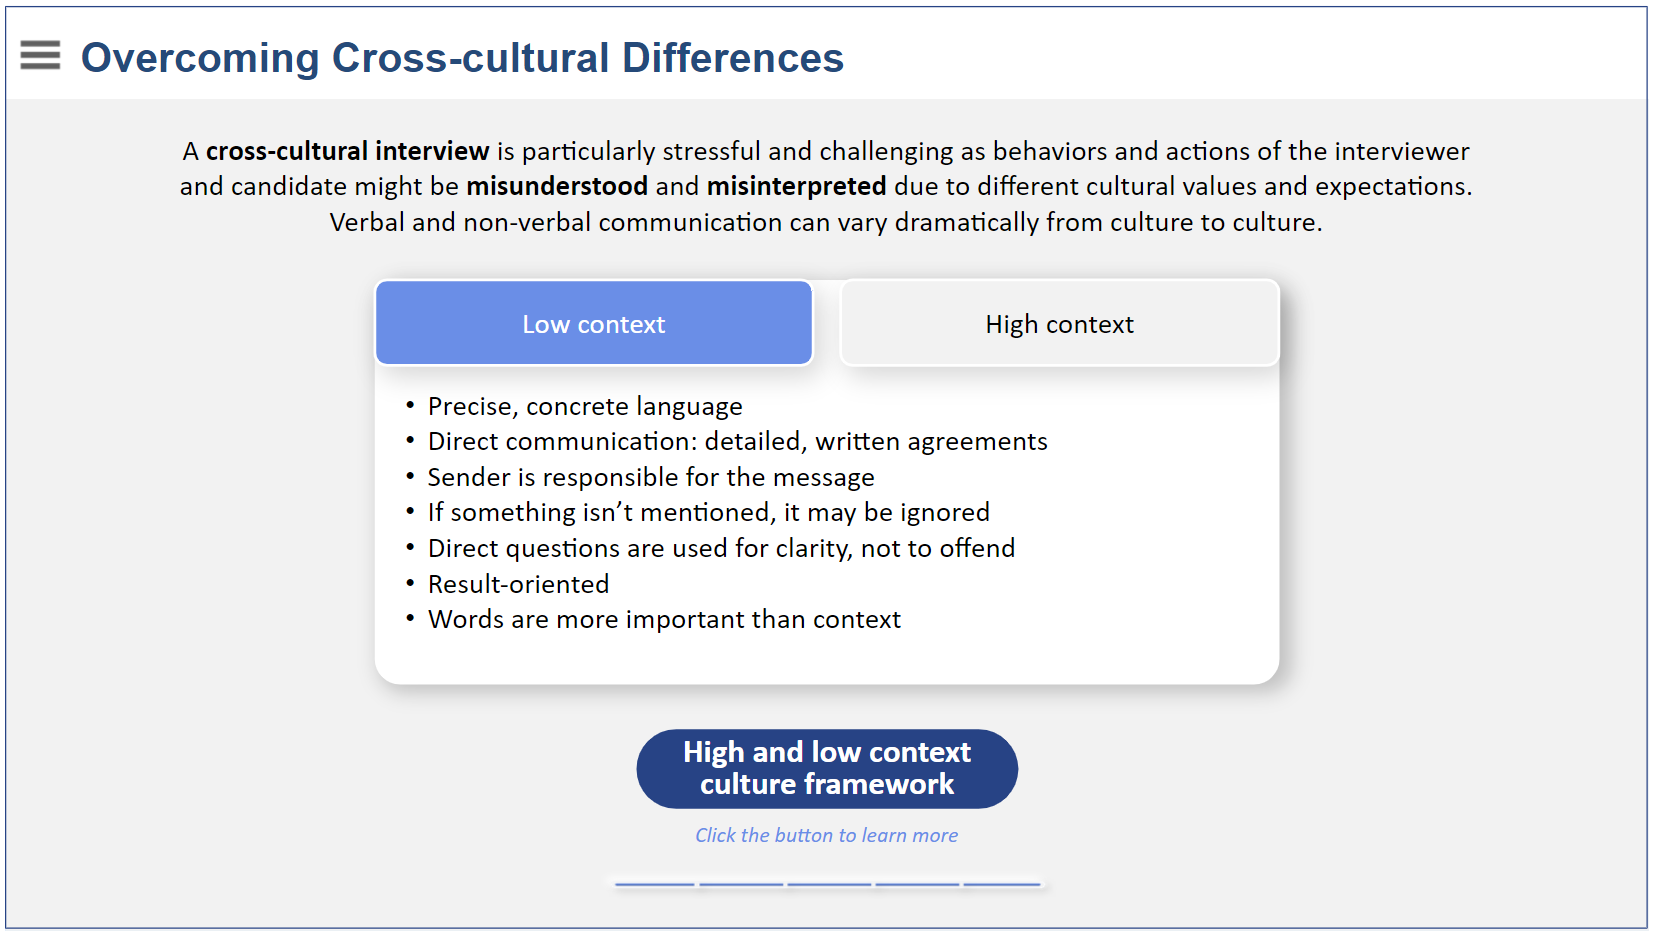 Overcoming Cross-cultural Differences
A cross-cultural interview is particularly stressful and challenging as behaviors and actions of the interviewer
and candidate might be misunderstood and misinterpreted due to different cultural values and expectations.
Verbal and non-verbal communication can vary dramatically from culture to culture.
Low context
High context
• Precise, concrete language
• Direct communication: detailed, written agreements
• Sender is responsible for the message
• If something isn’t mentioned, it may be ignored
• Direct questions are used for clarity, not to offend
• Result-oriented
• Words are more important than context
High and low context
culture framework
Click the button to learn more